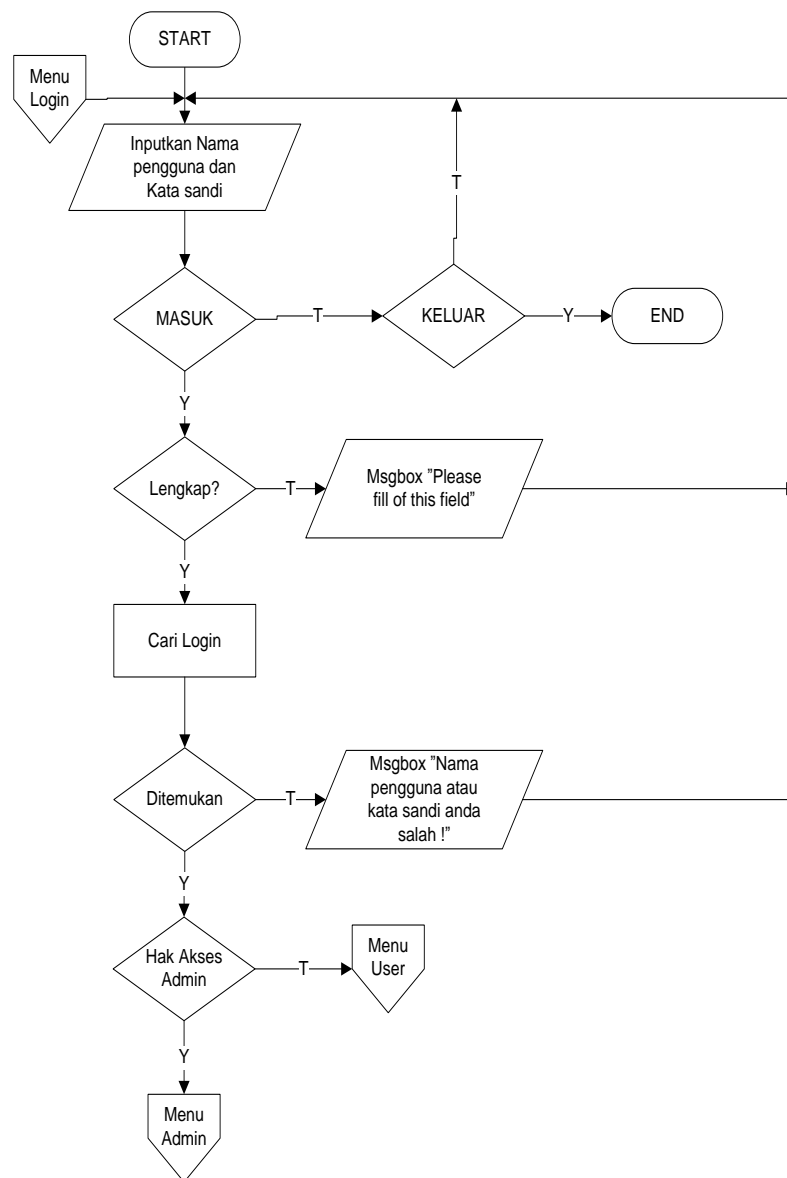 START
Menu
Login
Inputkan Nama
pengguna dan
Kata sandi
T
MASUK
T
KELUAR
Y
END
Y
Lengkap?
T
Msgbox ”Please
fill of this field”
Y
Cari Login
Ditemukan
T
Msgbox ”Nama
pengguna atau
kata sandi anda
salah !”
Y
Hak Akses
Admin
T
Menu
User
Y
Menu
Admin